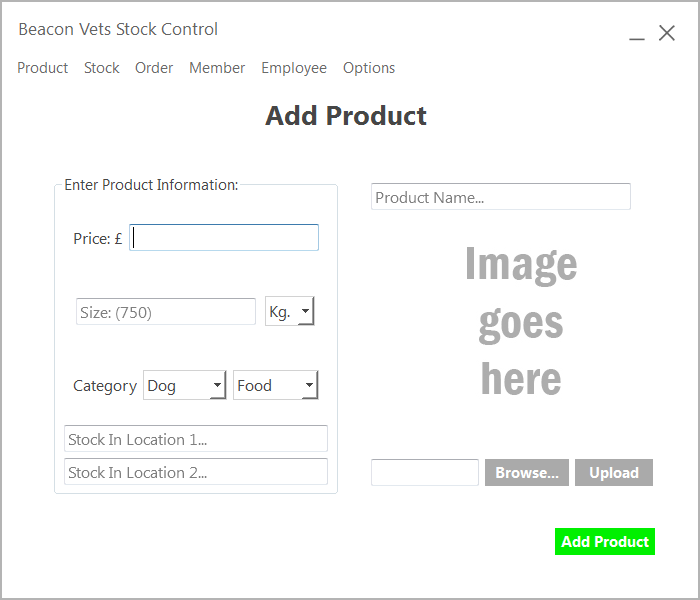 Beacon Vets Stock Control
Product Stock Order Member Employee Options
Add Product
Enter Product Information:
Price: £
Size: (750) Kg.
Category Dog Food
Stock In Location 1...
Stock In Location 2...
Product Name...
Image
goes
here
Browse... Upload
Add Product